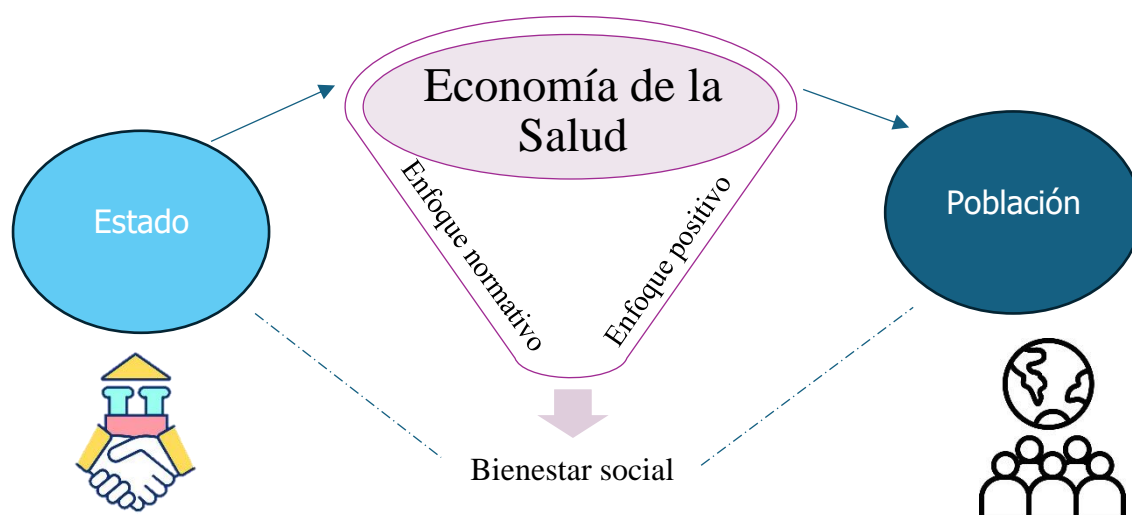 Economía de la
Salud
Estado
Población
Enfoque normativo
Enfoque positivo
Bienestar social